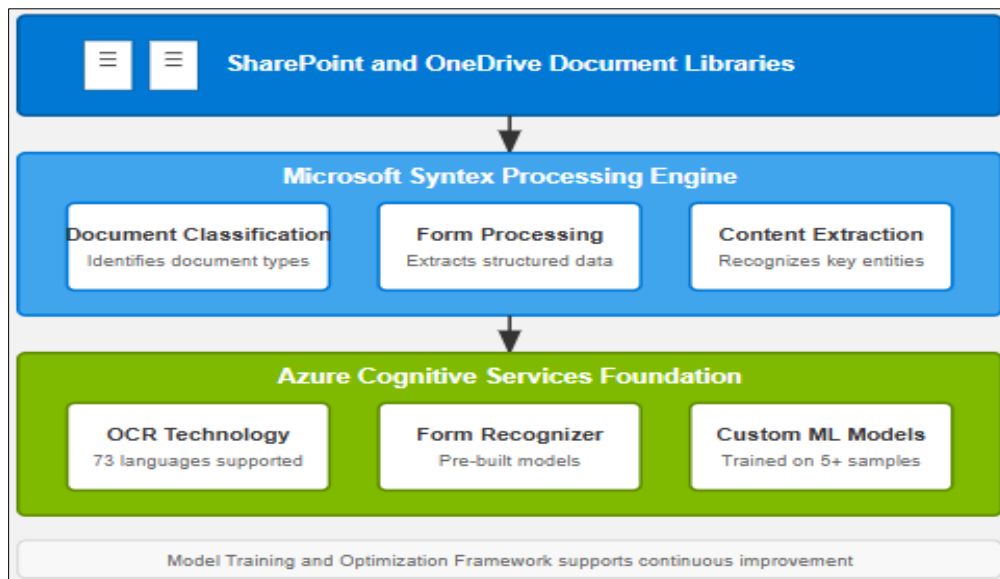 SharePoint and OneDrive Document Libraries
Microsoft Syntex Processing Engine
Document Classification
Identifies document types
Form Processing
Extracts structured data
Content Extraction
Recognizes key entities
Azure Cognitive Services Foundation
OCR Technology
73 languages supported
Form Recognizer
Pre-built models
Custom ML Models
Trained on 5+ samples
Model Training and Optimization Framework supports continuous improvement